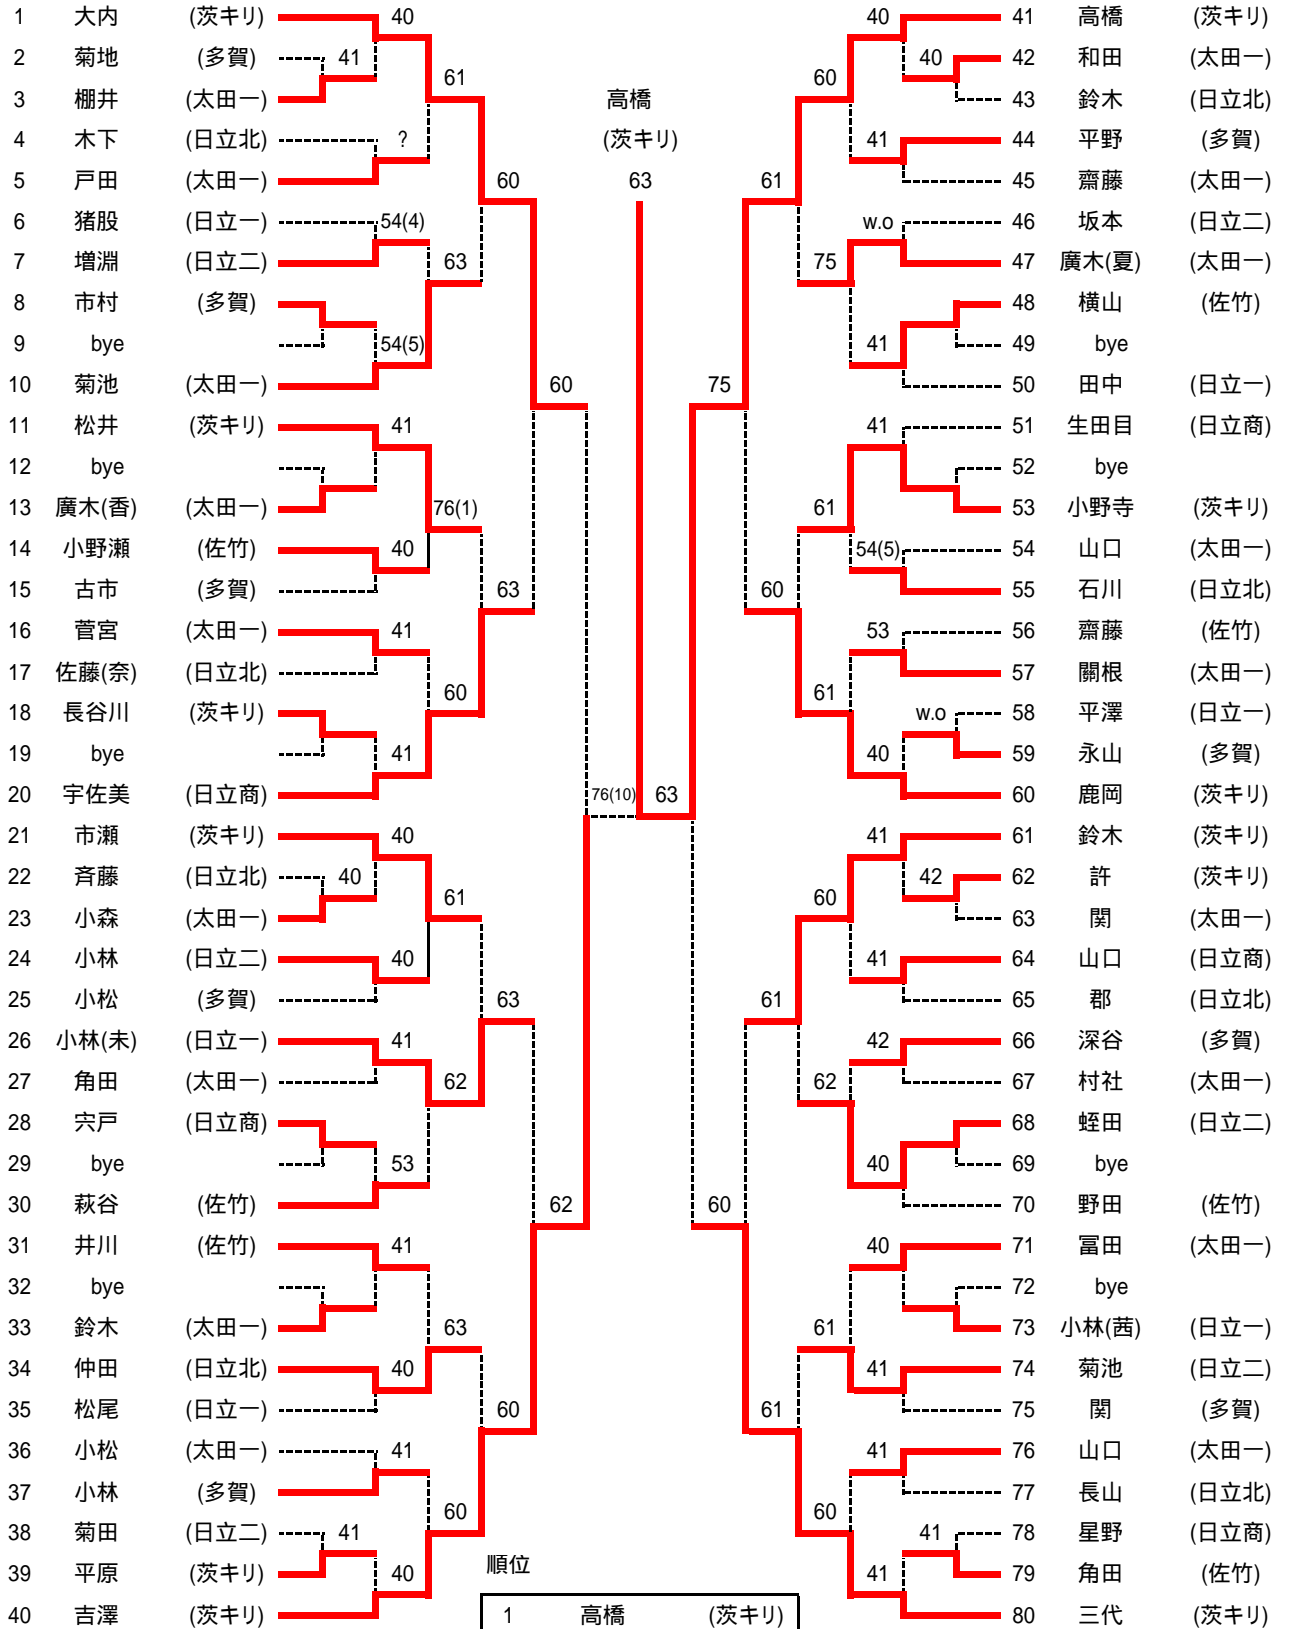 1 大内 (茨キリ) 40 40 41 高橋 (茨キリ)
2 菊地 (多賀) 41 40 42 和田 (太田一)
61 60
3 棚井 (太田一) 高橋 43 鈴木 (日立北)
4 木下 (日立北) ? (茨キリ) 41 44 平野 (多賀)
5 戸田 (太田一) 60 63 61 45 齋藤 (太田一)
6 猪股 (日立一) 54(4) w.o 46 坂本 (日立二)
7 増淵 (日立二) 63 75 47 廣木(夏) (太田一)
8 市村 (多賀) 48 横山 (佐竹)
9 bye 54(5) 41 49 bye
10 菊池 (太田一) 60 75 50 田中 (日立一)
11 松井 (茨キリ) 41 41 51 生田目 (日立商)
12 bye 52 bye
13 廣木(香) (太田一) 76(1) 61 53 小野寺 (茨キリ)
14 小野瀬 (佐竹) 40 54(5) 54 山口 (太田一)
15 古市 (多賀) 63 60 55 石川 (日立北)
16 菅宮 (太田一) 41 53 56 齋藤 (佐竹)
17 佐藤(奈) (日立北) 57 關根 (太田一)
60 61
18 長谷川 (茨キリ) w.o 58 平澤 (日立一)
19 bye 41 40 59 永山 (多賀)
20 宇佐美 (日立商) 76(10) 63 60 鹿岡 (茨キリ)
21 市瀬 (茨キリ) 40 41 61 鈴木 (茨キリ)
22 斉藤 (日立北) 40 42 62 許 (茨キリ)
61 60
23 小森 (太田一) 63 関 (太田一)
24 小林 (日立二) 40 41 64 山口 (日立商)
25 小松 (多賀) 63 61 65 郡 (日立北)
26 小林(未) (日立一) 41 42 66 深谷 (多賀)
27 角田 (太田一) 62 62 67 村社 (太田一)
28 宍戸 (日立商) 68 蛭田 (日立二)
29 bye 53 40 69 bye
30 萩谷 (佐竹) 62 60 70 野田 (佐竹)
31 井川 (佐竹) 41 40 71 冨田 (太田一)
32 bye 72 bye
33 鈴木 (太田一) 63 61 73 小林(茜) (日立一)
34 仲田 (日立北) 40 41 74 菊池 (日立二)
35 松尾 (日立一) 60 61 75 関 (多賀)
36 小松 (太田一) 41 41 76 山口 (太田一)
37 小林 (多賀) 77 長山 (日立北)
60 60
38 菊田 (日立二) 41 41 78 星野 (日立商)
39 平原 (茨キリ) 40 順位 41 79 角田 (佐竹)
40 吉澤 (茨キリ) 1 高橋 (茨キリ) 80 三代 (茨キリ)